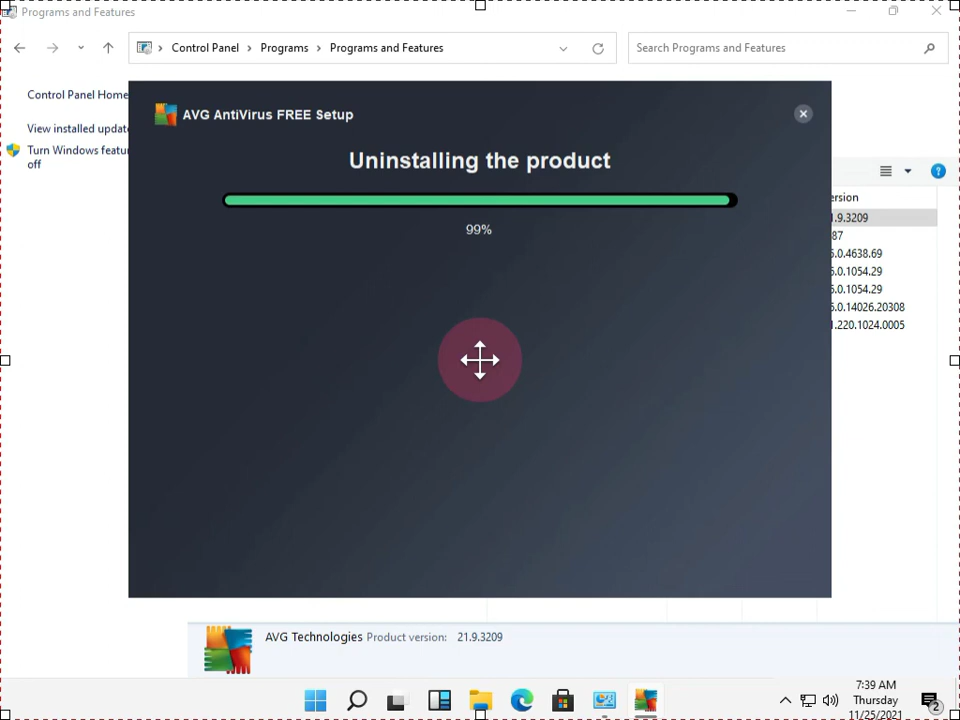 Programs and Features
Control Panel > Programs > Programs and Features
Search Programs and Features
Control Panel Home
View installed update
Turn Windows featu
off
AVG AntiVirus FREE Setup
Uninstalling the product
99%
ersion
1.9.3209
87
6.0.4638.69
6.0.1054.29
6.0.1054.29
6.0.14026.20308
1.220.1024.0005
AVG Technologies Product version: 21.9.3209
7:39 AM
Thursday
11/25/2021
2